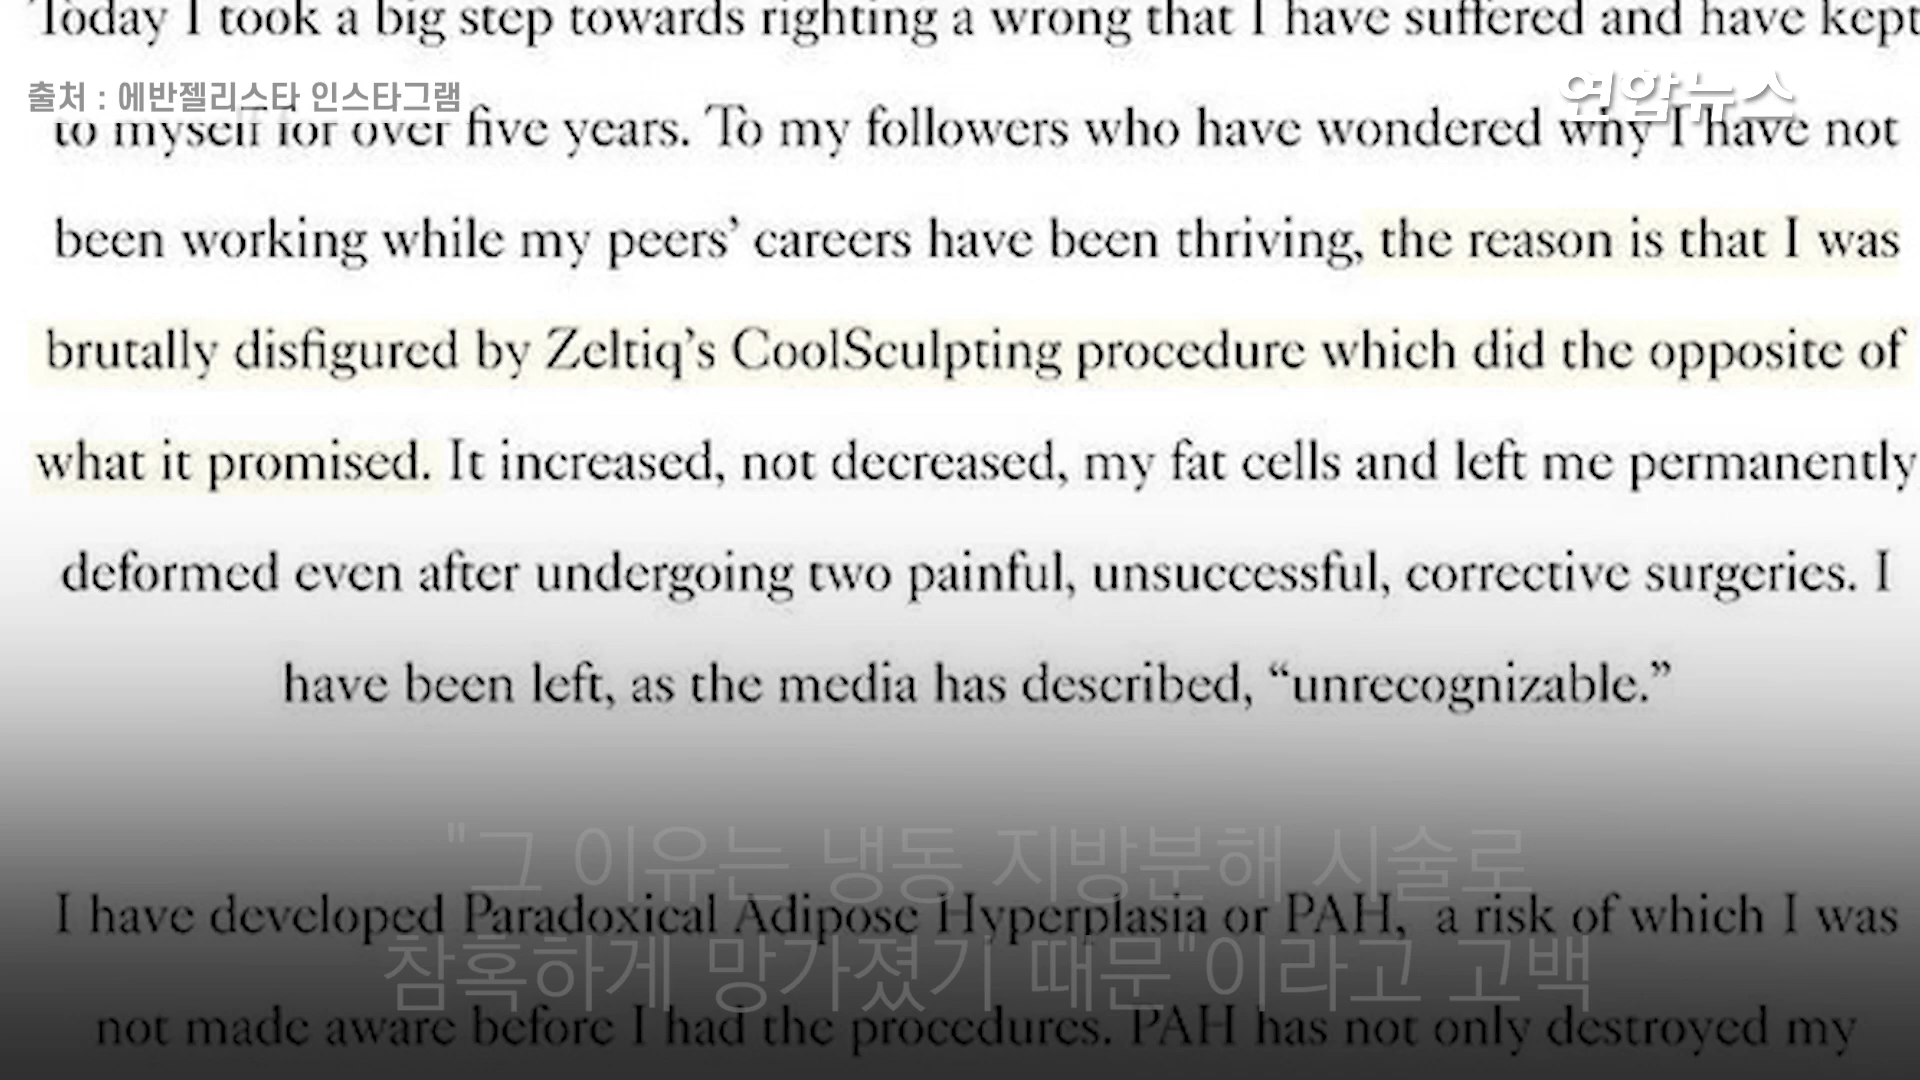 Today I took a big step towards righting a wrong that I have suffered and have kept
출처 : 에반젤리스타 인스타그램
연합뉴스
to myself for over five years. To my followers who have wondered why I have not
been working while my peers’ careers have been thriving, the reason is that I was
brutally disfigured by Zeltiq’s CoolSculpting procedure which did the opposite of
what it promised. It increased, not decreased, my fat cells and left me permanently
deformed even after undergoing two painful, unsuccessful, corrective surgeries. I
have been left, as the media has described, “unrecognizable.”
"그 이유는 냉동 지방분해 시술로
I have developed Paradoxical Adipose Hyperplasia or PAH, a risk of which I was
참혹하게 망가졌기 때문"이라고 고백
not made aware before I had the procedures. PAH has not only destroyed my